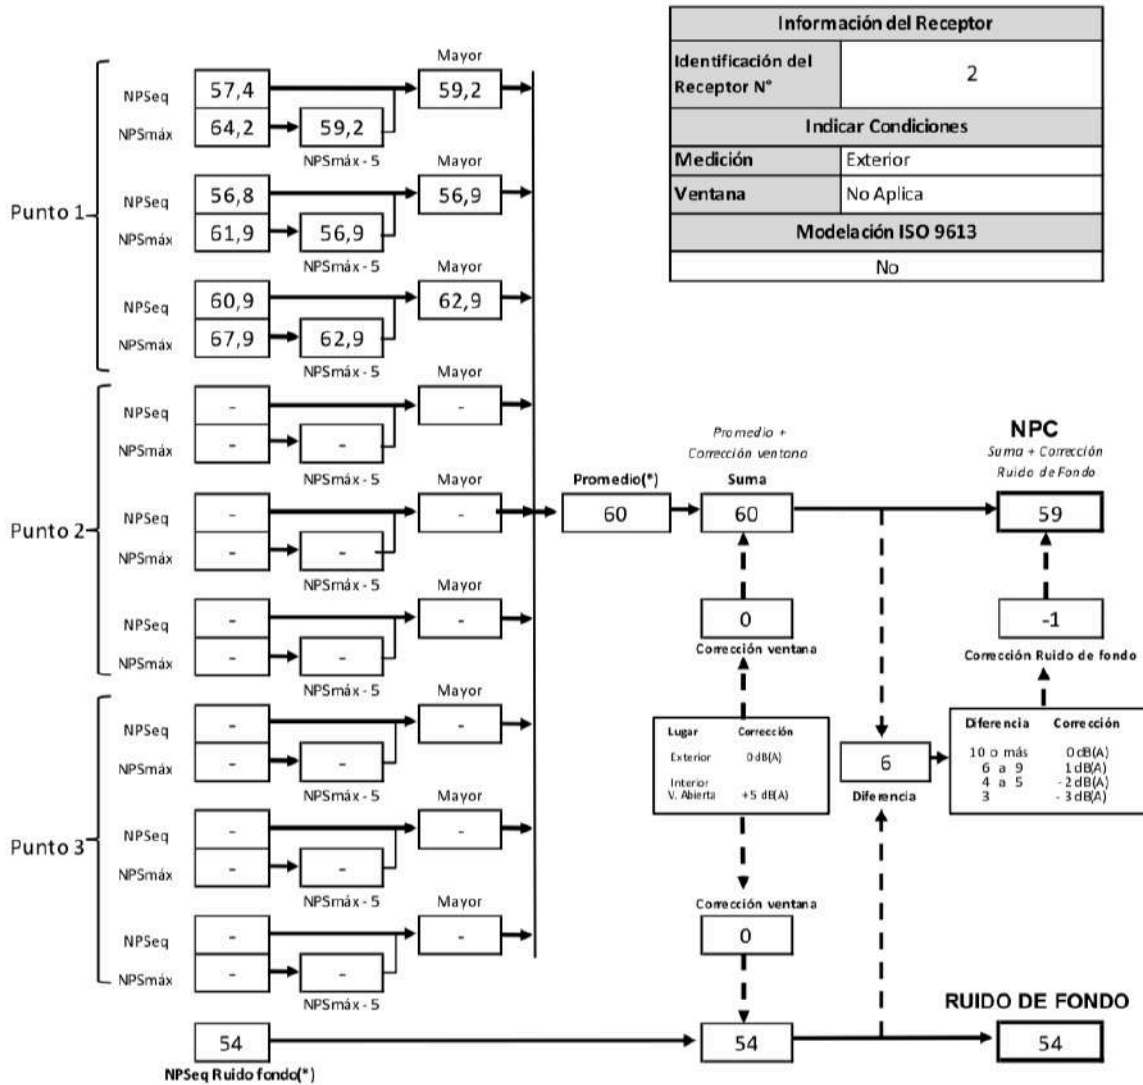 Información del Receptor
Identificación del Receptor N° 2
Indicar Condiciones
Medición Exterior
Ventana No Aplica
Modelación ISO 9613
No
Punto 1
Mayor
NPSeq 57,4 59,2
NPSmáx 64,2 59,2
NPSmáx - 5
Mayor
NPSeq 56,8 56,9
NPSmáx 61,9 56,9
NPSmáx - 5
Mayor
NPSeq 60,9 62,9
NPSmáx 67,9 62,9
NPSmáx - 5
Punto 2
Mayor
NPSeq - -
NPSmáx - -
NPSmáx - 5
Mayor
NPSeq - -
NPSmáx - -
NPSmáx - 5
Mayor
NPSeq - -
NPSmáx - -
NPSmáx - 5
Punto 3
Mayor
NPSeq - -
NPSmáx - -
NPSmáx - 5
Mayor
NPSeq - -
NPSmáx - -
NPSmáx - 5
Mayor
NPSeq - -
NPSmáx - -
NPSmáx - 5
Promedio(*)
60
Promedio +
Corrección ventana
Suma
60
NPC
Suma + Corrección
Ruido de Fondo
59
0
Corrección ventana
-1
Corrección Ruido de fondo
Lugar Corrección
Exterior 0 dB(A)
Interior
V. Abierta +5 dB(A)
6
Diferencia
Diferencia Corrección
10 o más 0 dB(A)
6 a 9 1 dB(A)
4 a 5 - 2 dB(A)
3 - 3 dB(A)
Corrección ventana
0
RUIDO DE FONDO
54 54 54
NPSeq Ruido fondo(*)